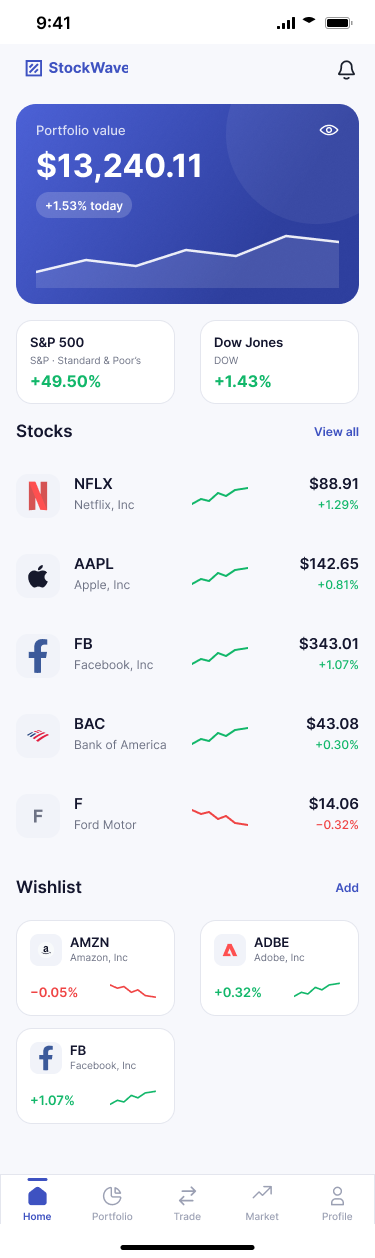 9:41
StockWave
Portfolio value
$13,240.11
+1.53% today
S&P 500
S&P · Standard & Poor's
+49.50%
Dow Jones
DOW
+1.43%
Stocks
View all
NFLX
Netflix, Inc
$88.91
+1.29%
AAPL
Apple, Inc
$142.65
+0.81%
FB
Facebook, Inc
$343.01
+1.07%
BAC
Bank of America
$43.08
+0.30%
F
F
Ford Motor
$14.06
−0.32%
Wishlist
Add
a
AMZN
Amazon, Inc
−0.05%
ADBE
Adobe, Inc
+0.32%
FB
Facebook, Inc
+1.07%
Home
Portfolio
Trade
Market
Profile